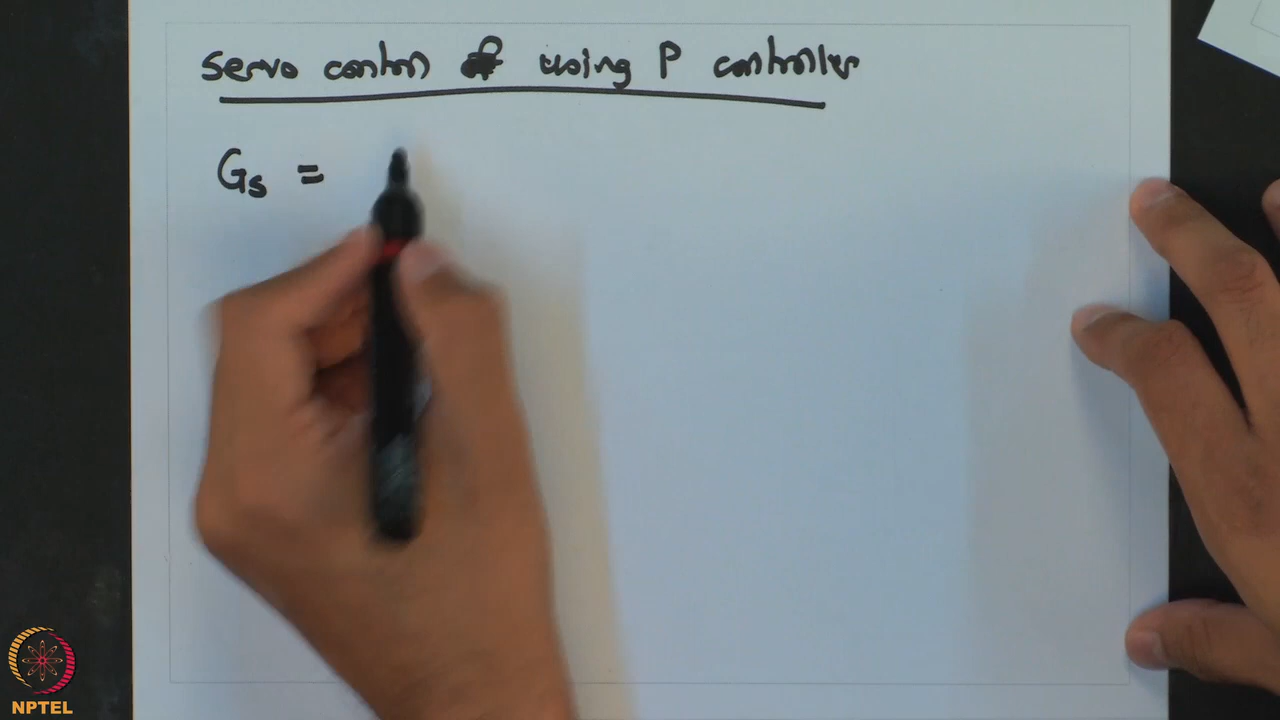 Servo control using P controller
Gs =
NPTEL